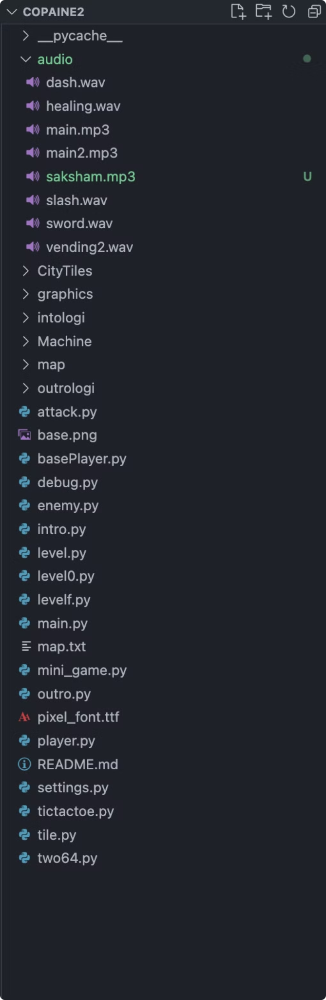 COPAINE2
__pycache__
audio
dash.wav
healing.wav
main.mp3
main2.mp3
saksham.mp3 U
slash.wav
sword.wav
vending2.wav
CityTiles
graphics
intologi
Machine
map
outrologi
attack.py
base.png
basePlayer.py
debug.py
enemy.py
intro.py
level.py
level0.py
levelf.py
main.py
map.txt
mini_game.py
outro.py
pixel_font.ttf
player.py
README.md
settings.py
tictactoe.py
tile.py
two64.py